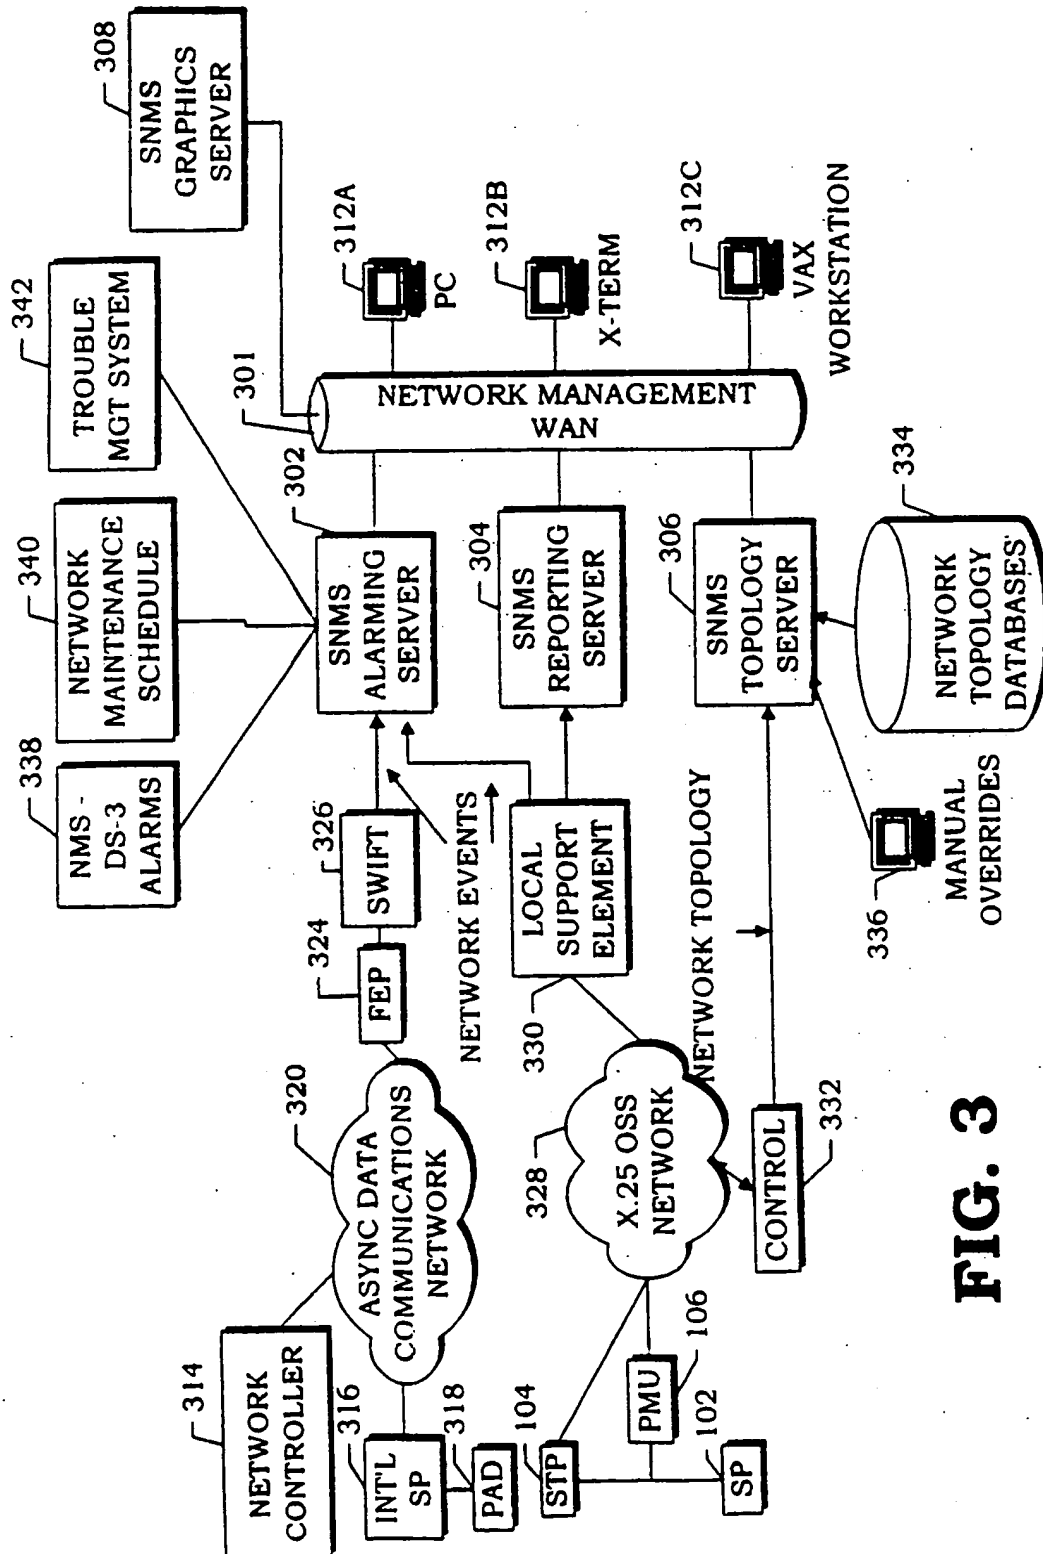 314
NETWORK
CONTROLLER
316
INT'L
SP
318
PAD
104
STP
PMU
106
102
SP
320
ASYNC DATA
COMMUNICATIONS
NETWORK
328
X.25 OSS
NETWORK
CONTROL
332
324
FEP
326
SWIFT
NETWORK EVENTS
330
LOCAL
SUPPORT
ELEMENT
NETWORK TOPOLOGY
338
NMS -
DS-3
ALARMS
340
NETWORK
MAINTENANCE
SCHEDULE
342
TROUBLE
MGT SYSTEM
308
SNMS
GRAPHICS
SERVER
302
SNMS
ALARMING
SERVER
304
SNMS
REPORTING
SERVER
306
SNMS
TOPOLOGY
SERVER
301
NETWORK MANAGEMENT
WAN
312A
PC
312B
X-TERM
312C
VAX
WORKSTATION
336
MANUAL
OVERRIDES
334
NETWORK
TOPOLOGY
DATABASES'
FIG. 3